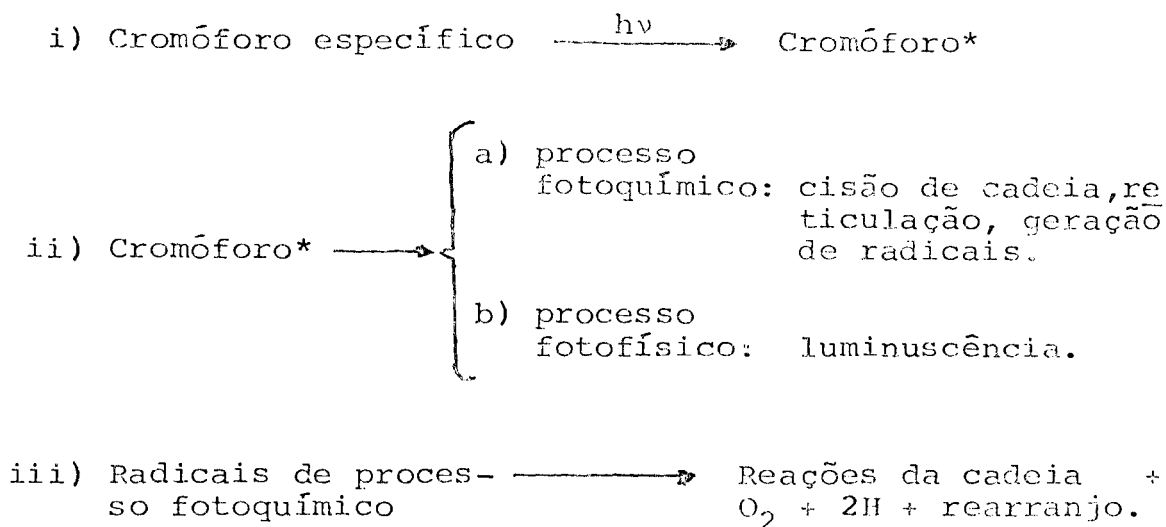 i) Cromóforo específico hν Cromóforo*
a) processo
fotoquímico: cisão de cadeia,re
ticulação, geração
de radicais.
ii) Cromóforo*
b) processo
fotofísico: luminuscência.
iii) Radicais de proces- Reações da cadeia +
so fotoquímico O2 + 2H + rearranjo.